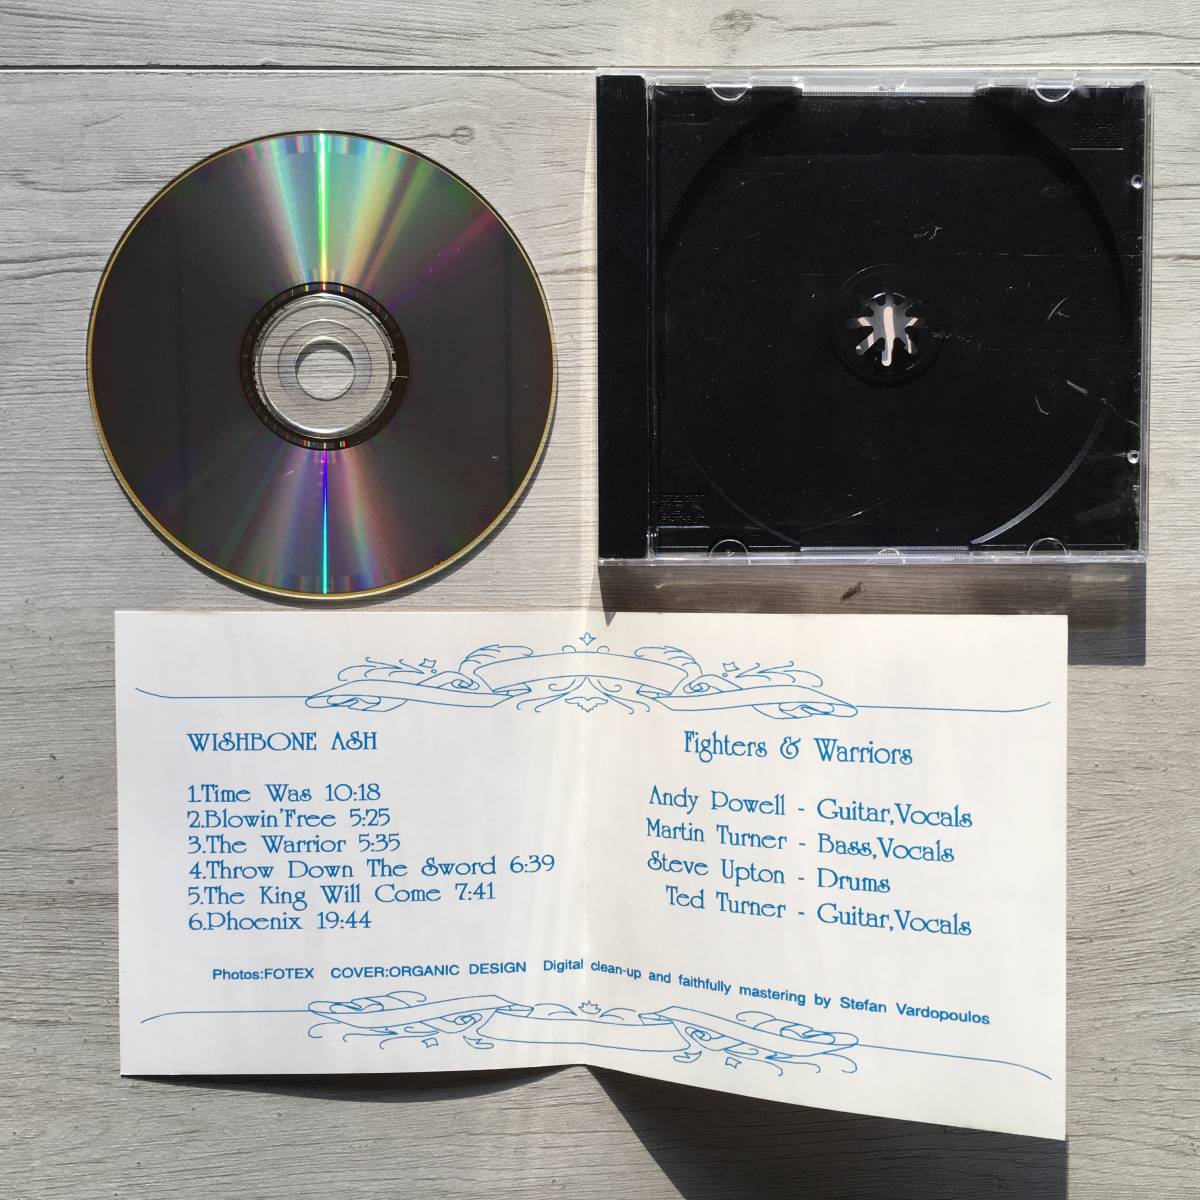 WISHBONE ASH
1.Time Was 10:18
2.Blowin'Free 5:25
3.The Warrior 5:35
4.Throw Down The Sword 6:39
5.The King Will Come 7:41
6.Phoenix 19:44
Fighters & Warriors
Andy Powell - Guitar,Vocals
Martin Turner - Bass,Vocals
Steve Upton - Drums
Ted Turner - Guitar,Vocals
Photos:FOTEX COVER:ORGANIC DESIGN Digital clean-up and faithfully mastering by Stefan Vardopoulos